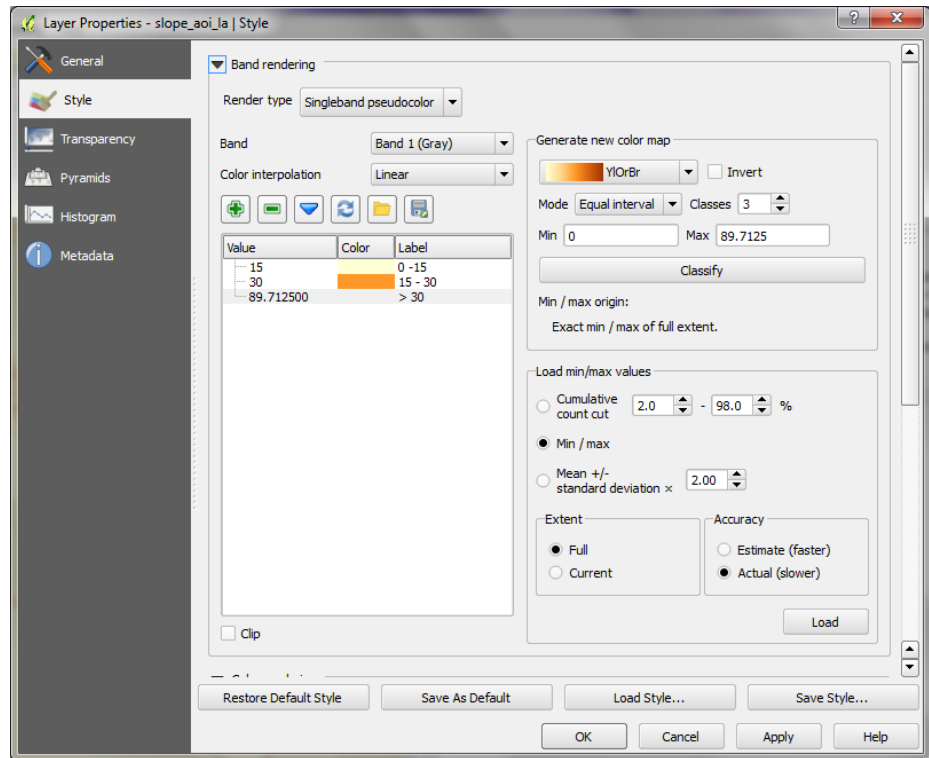 Layer Properties - slope_aoi_la | Style
General
Style
Transparency
Pyramids
Histogram
Metadata
Band rendering
Render type Singleband pseudocolor
Band Band 1 (Gray)
Color interpolation Linear
Value Color Label
15 0 -15
30 15 - 30
89.712500 > 30
Clip
Generate new color map
YlOrBr Invert
Mode Equal interval Classes 3
Min 0 Max 89.7125
Classify
Min / max origin:
Exact min / max of full extent.
Load min/max values
Cumulative
count cut 2.0 - 98.0 %
Min / max
Mean +/-
standard deviation × 2.00
Extent
Full
Current
Accuracy
Estimate (faster)
Actual (slower)
Load
Restore Default Style Save As Default Load Style... Save Style...
OK Cancel Apply Help